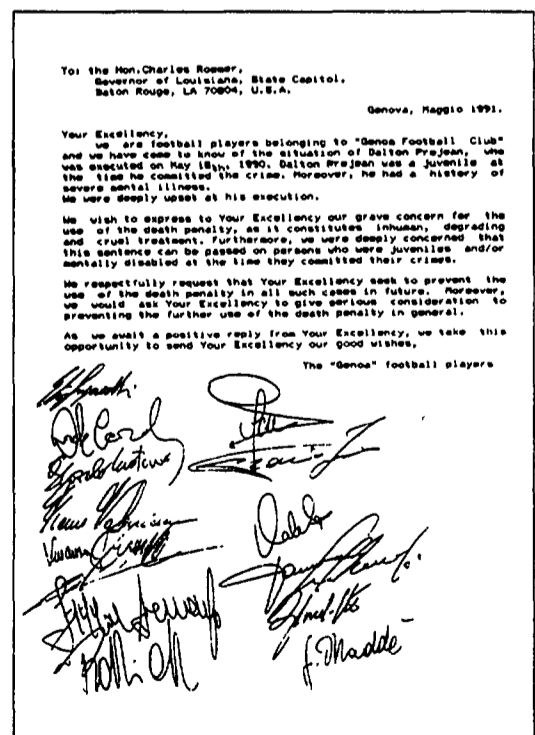 To: the Hon.Charles Roemer,
Governor of Louisiana, State Capitol,
Baton Rouge, LA 70804, U.S.A.
Genova, Maggio 1991.
Your Excellency,
we are football players belonging to "Genoa Football Club"
and we have come to know of the situation of Dalton Prejean, who
was executed on May 18th, 1990. Dalton Prejean was a juvenile at
the time he committed the crime. Moreover, he had a history of
severe mental illness.
We were deeply upset at his execution.
We wish to express to Your Excellency our grave concern for the
use of the death penalty, as it constitutes inhuman, degrading
and cruel treatment. Furthermore, we were deeply concerned that
this sentence can be passed on persons who were juveniles and/or
mentally disabled at the time they committed their crimes.
We respectfully request that Your Excellency seek to prevent the
use of the death penalty in all such cases in future. Moreover,
we would ask Your Excellency to give serious consideration to
preventing the further use of the death penalty in general.
As we await a positive reply from Your Excellency, we take this
opportunity to send Your Excellency our good wishes,
The "Genoa" football players